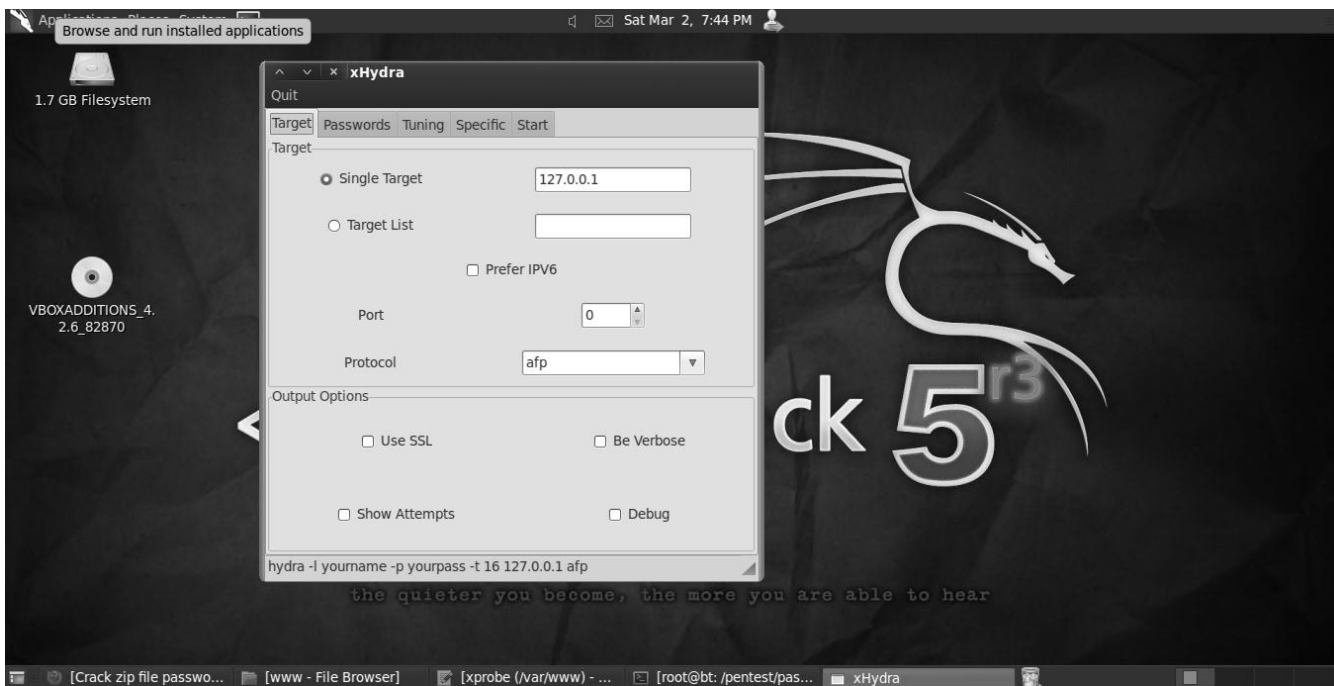 Applications Places System
Sat Mar 2, 7:44 PM
Browse and run installed applications
1.7 GB Filesystem
VBOXADDITIONS_4.
2.6_82870
xHydra
Quit
Target Passwords Tuning Specific Start
Target
Single Target 127.0.0.1
Target List
Prefer IPV6
Port 0
Protocol afp
Output Options
Use SSL Be Verbose
Show Attempts Debug
hydra -l yourname -p yourpass -t 16 127.0.0.1 afp
ck 5 r3
the quieter you become, the more you are able to hear
[Crack zip file passwo... [www - File Browser] [xprobe (/var/www) - ... [root@bt: /pentest/pas... xHydra